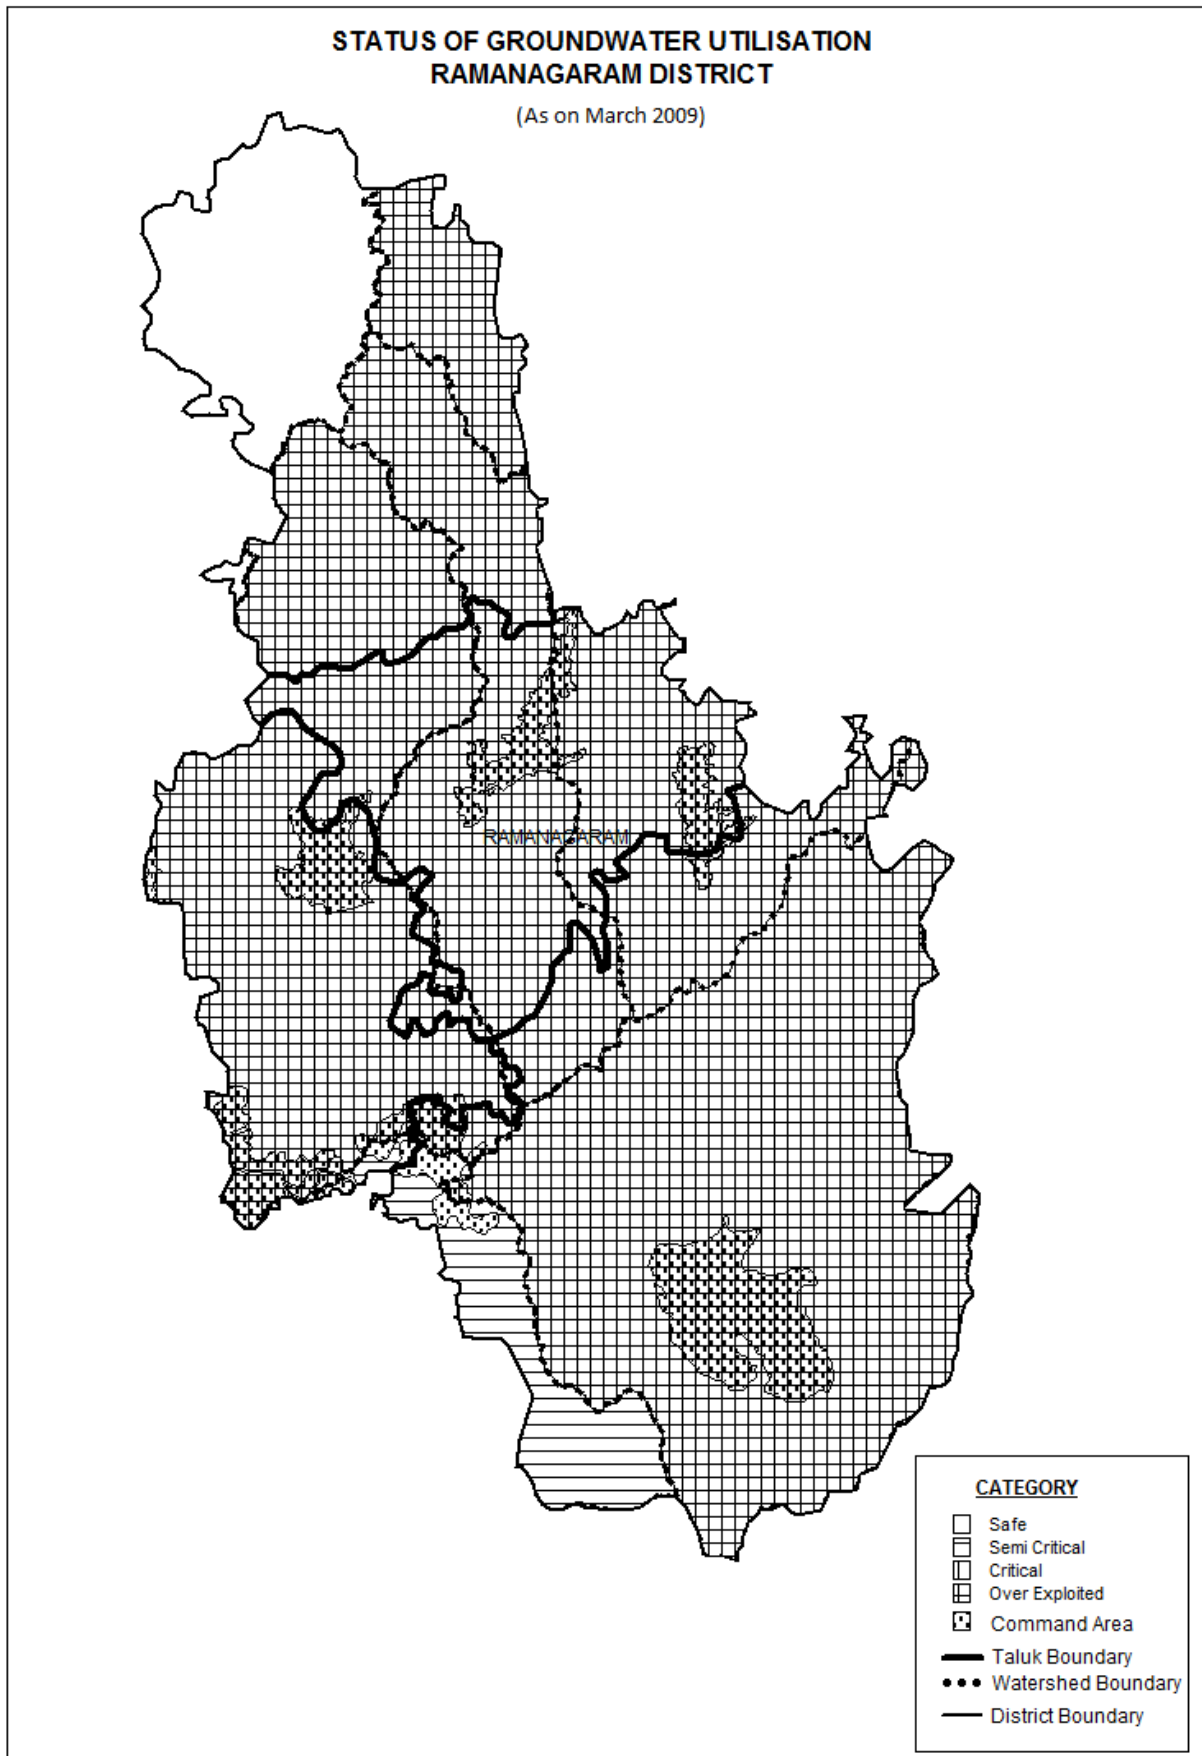 STATUS OF GROUNDWATER UTILISATION
RAMANAGARAM DISTRICT
(As on March 2009)
RAMANAGARAM
CATEGORY
Safe
Semi Critical
Critical
Over Exploited
Command Area
Taluk Boundary
Watershed Boundary
District Boundary